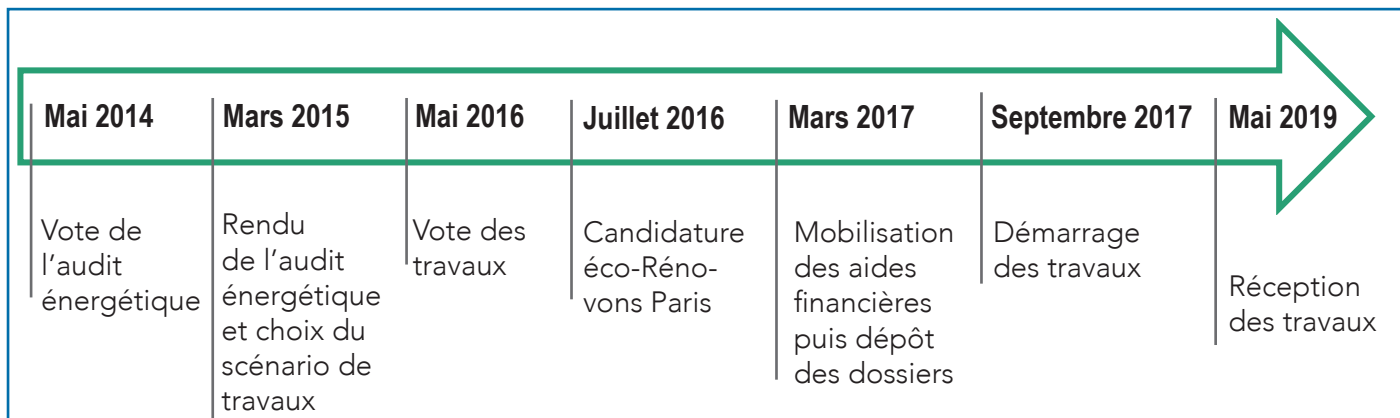 Mai 2014
Mars 2015
Mai 2016
Juillet 2016
Mars 2017
Septembre 2017
Mai 2019
Vote de
l’audit
énergétique
Rendu
de l’audit
énergétique
et choix du
scénario de
travaux
Vote des
travaux
Candidature
éco-Réno-
vons Paris
Mobilisation
des aides
financières
puis dépôt
des dossiers
Démarrage
des travaux
Réception
des travaux